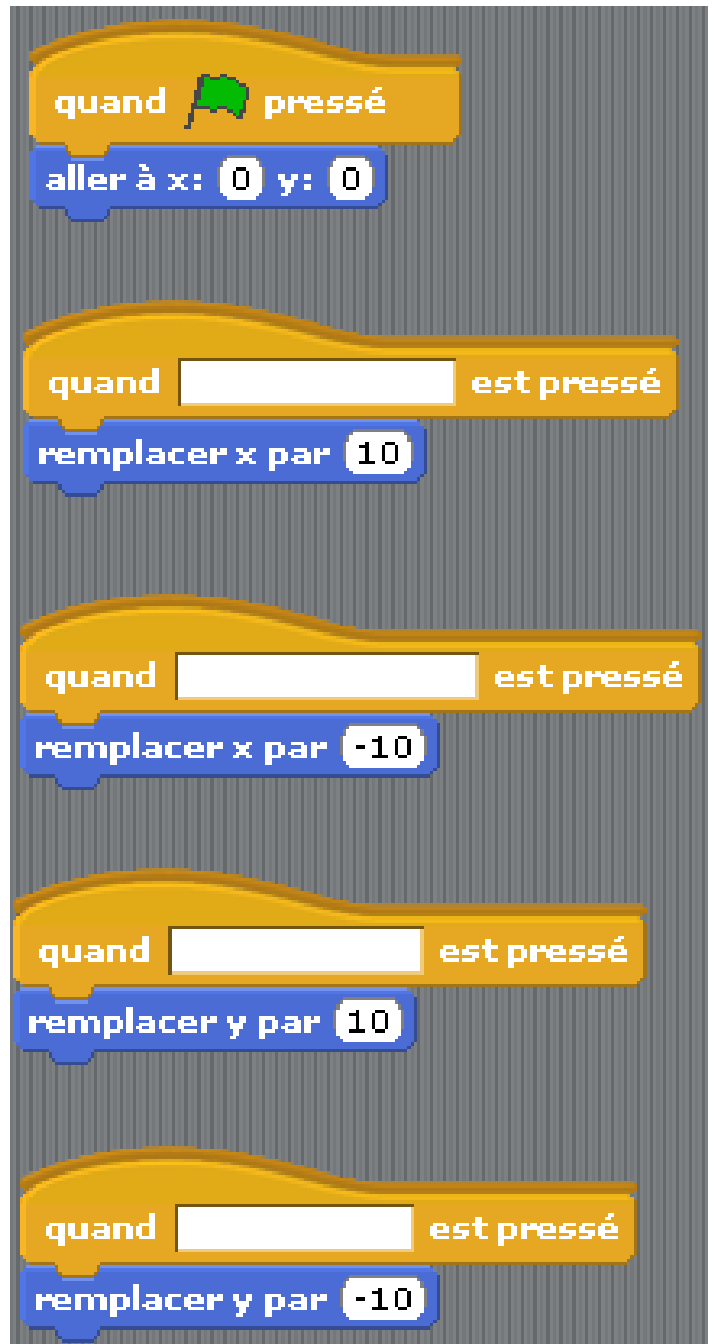 quand pressé
aller à x: 0 y: 0
quand est pressé
remplacer x par 10
quand est pressé
remplacer x par -10
quand est pressé
remplacer y par 10
quand est pressé
remplacer y par -10